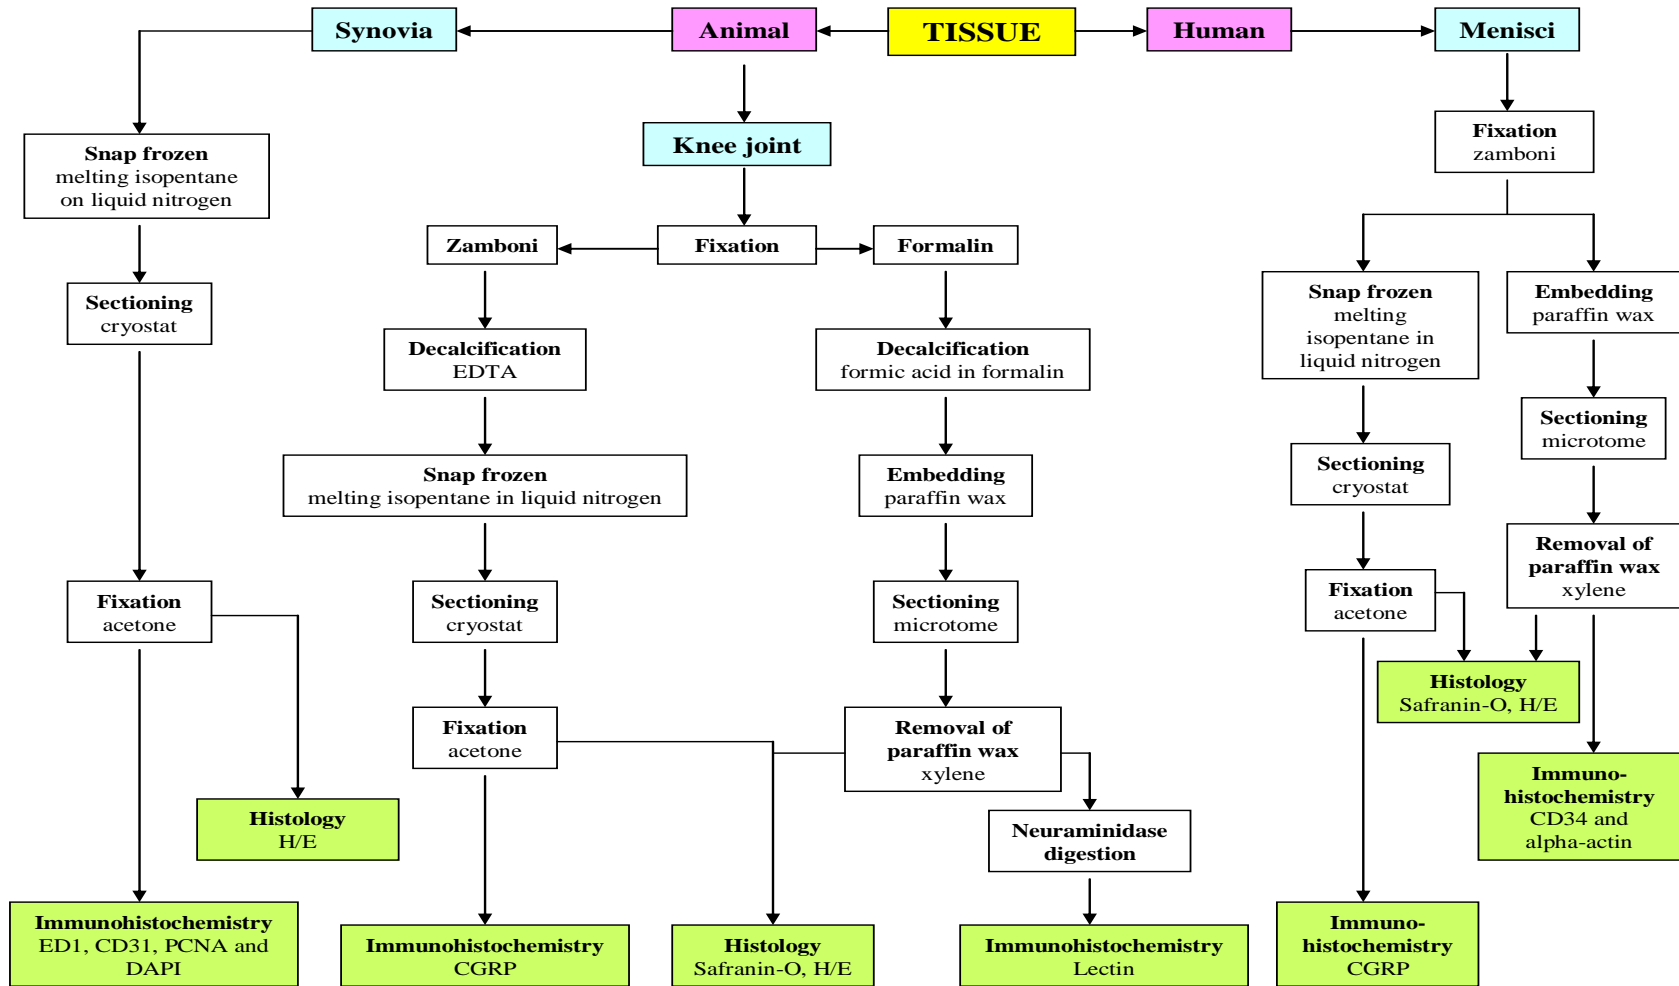 Synovia
Animal
TISSUE
Human
Menisci
Snap frozen
melting isopentane
on liquid nitrogen
Sectioning
cryostat
Fixation
acetone
Histology
H/E
Immunohistochemistry
ED1, CD31, PCNA and
DAPI
Knee joint
Zamboni
Fixation
Formalin
Decalcification
EDTA
Snap frozen
melting isopentane in liquid nitrogen
Sectioning
cryostat
Fixation
acetone
Immunohistochemistry
CGRP
Decalcification
formic acid in formalin
Embedding
paraffin wax
Sectioning
microtome
Removal of
paraffin wax
xylene
Histology
Safranin-O, H/E
Neuraminidase
digestion
Immunohistochemistry
Lectin
Fixation
zamboni
Snap frozen
melting
isopentane in
liquid nitrogen
Sectioning
cryostat
Fixation
acetone
Immuno-
histochemistry
CGRP
Embedding
paraffin wax
Sectioning
microtome
Removal of
paraffin wax
xylene
Histology
Safranin-O, H/E
Immuno-
histochemistry
CD34 and
alpha-actin